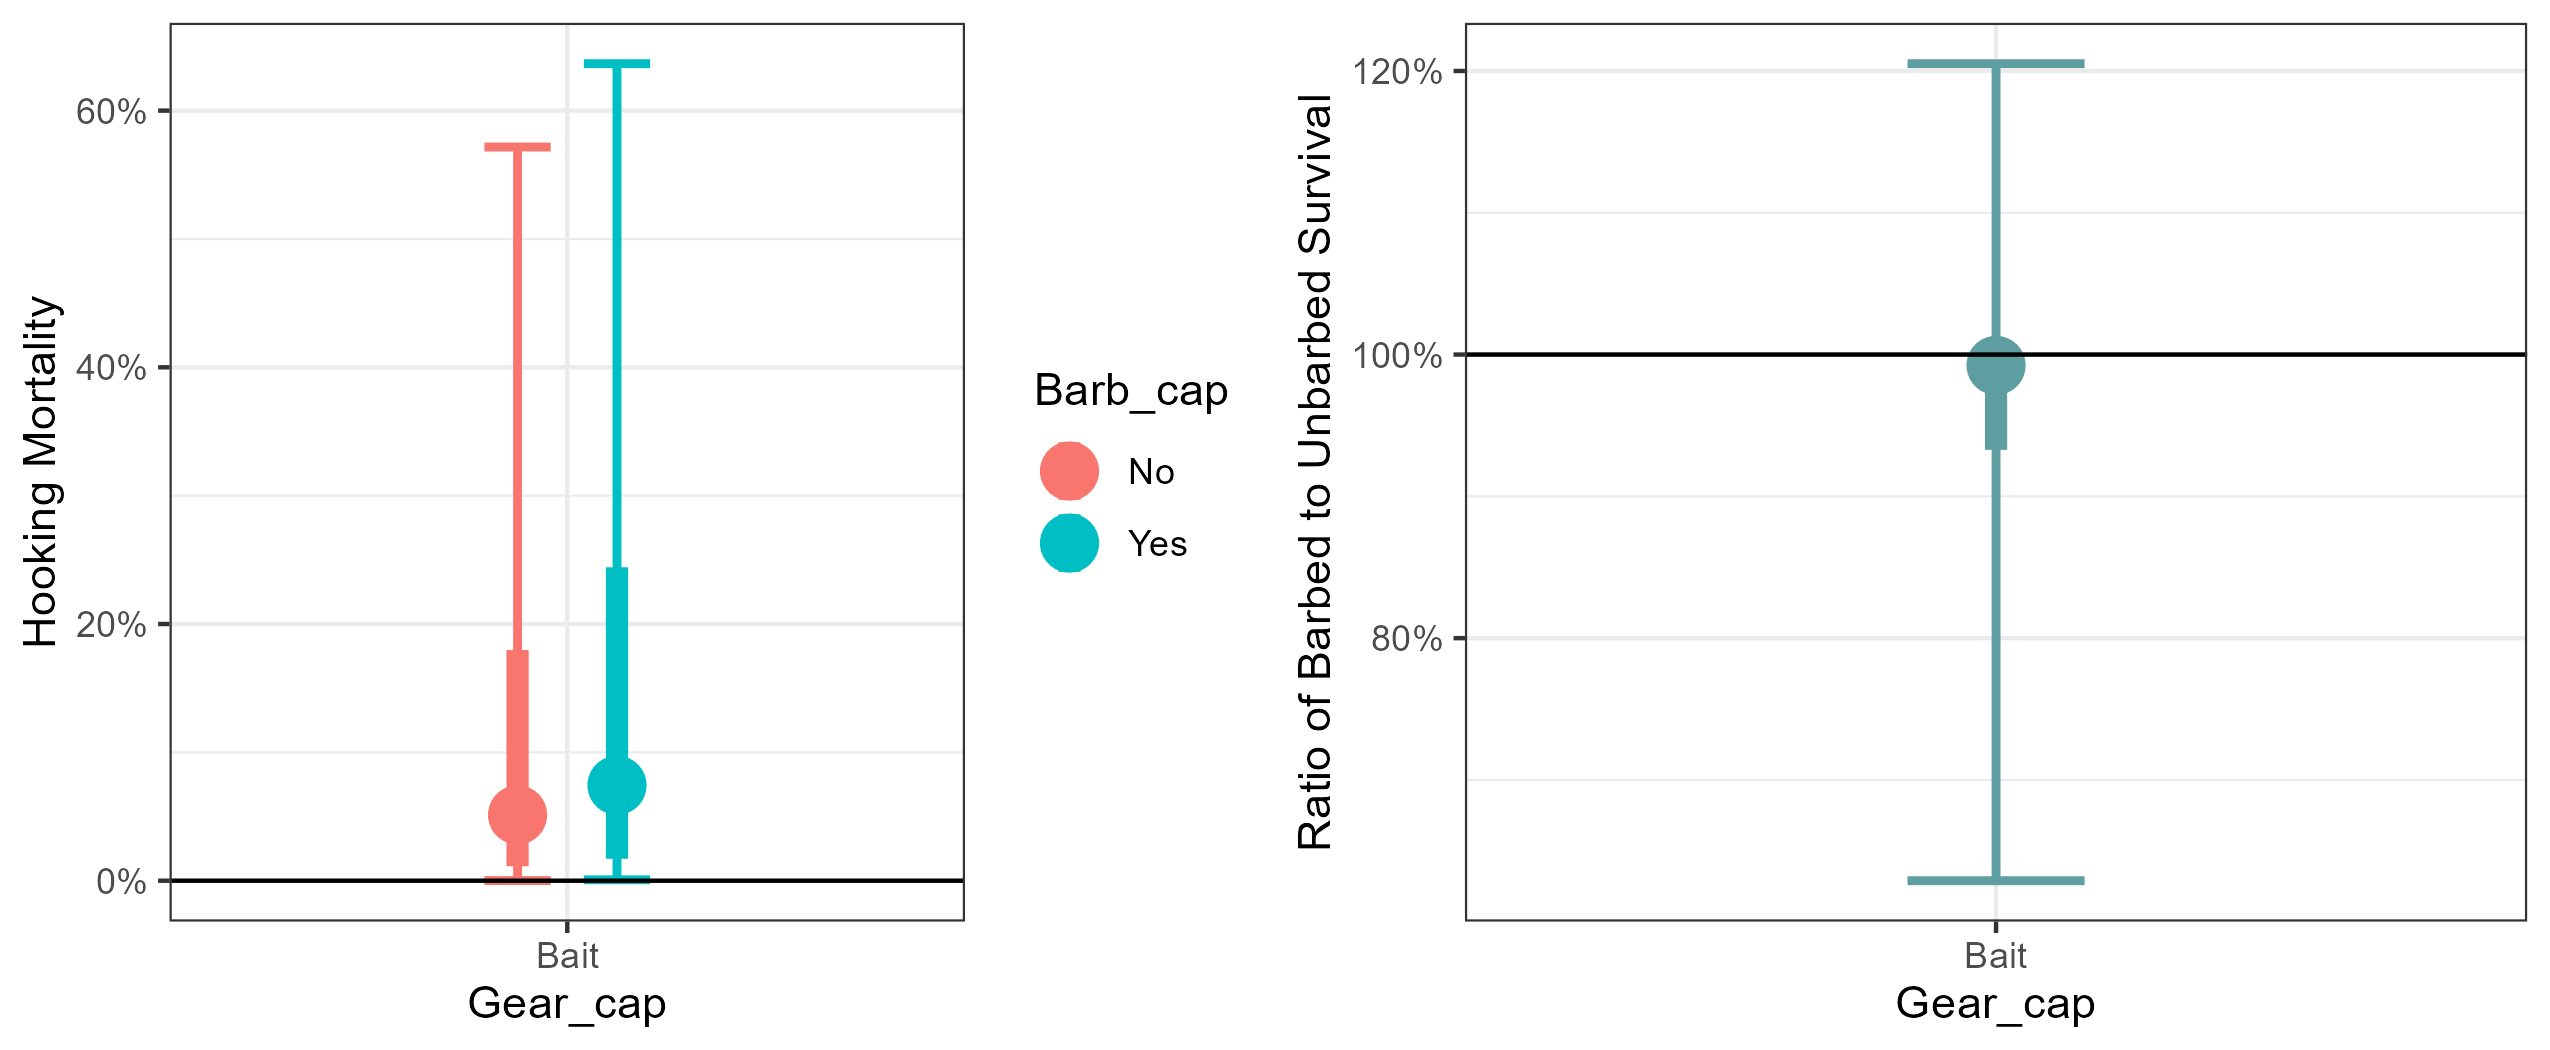 Hooking Mortality
60%
40%
20%
0%
Bait
Gear_cap
Barb_cap
No
Yes
Ratio of Barbed to Unbarbed Survival
120%
100%
80%
Bait
Gear_cap